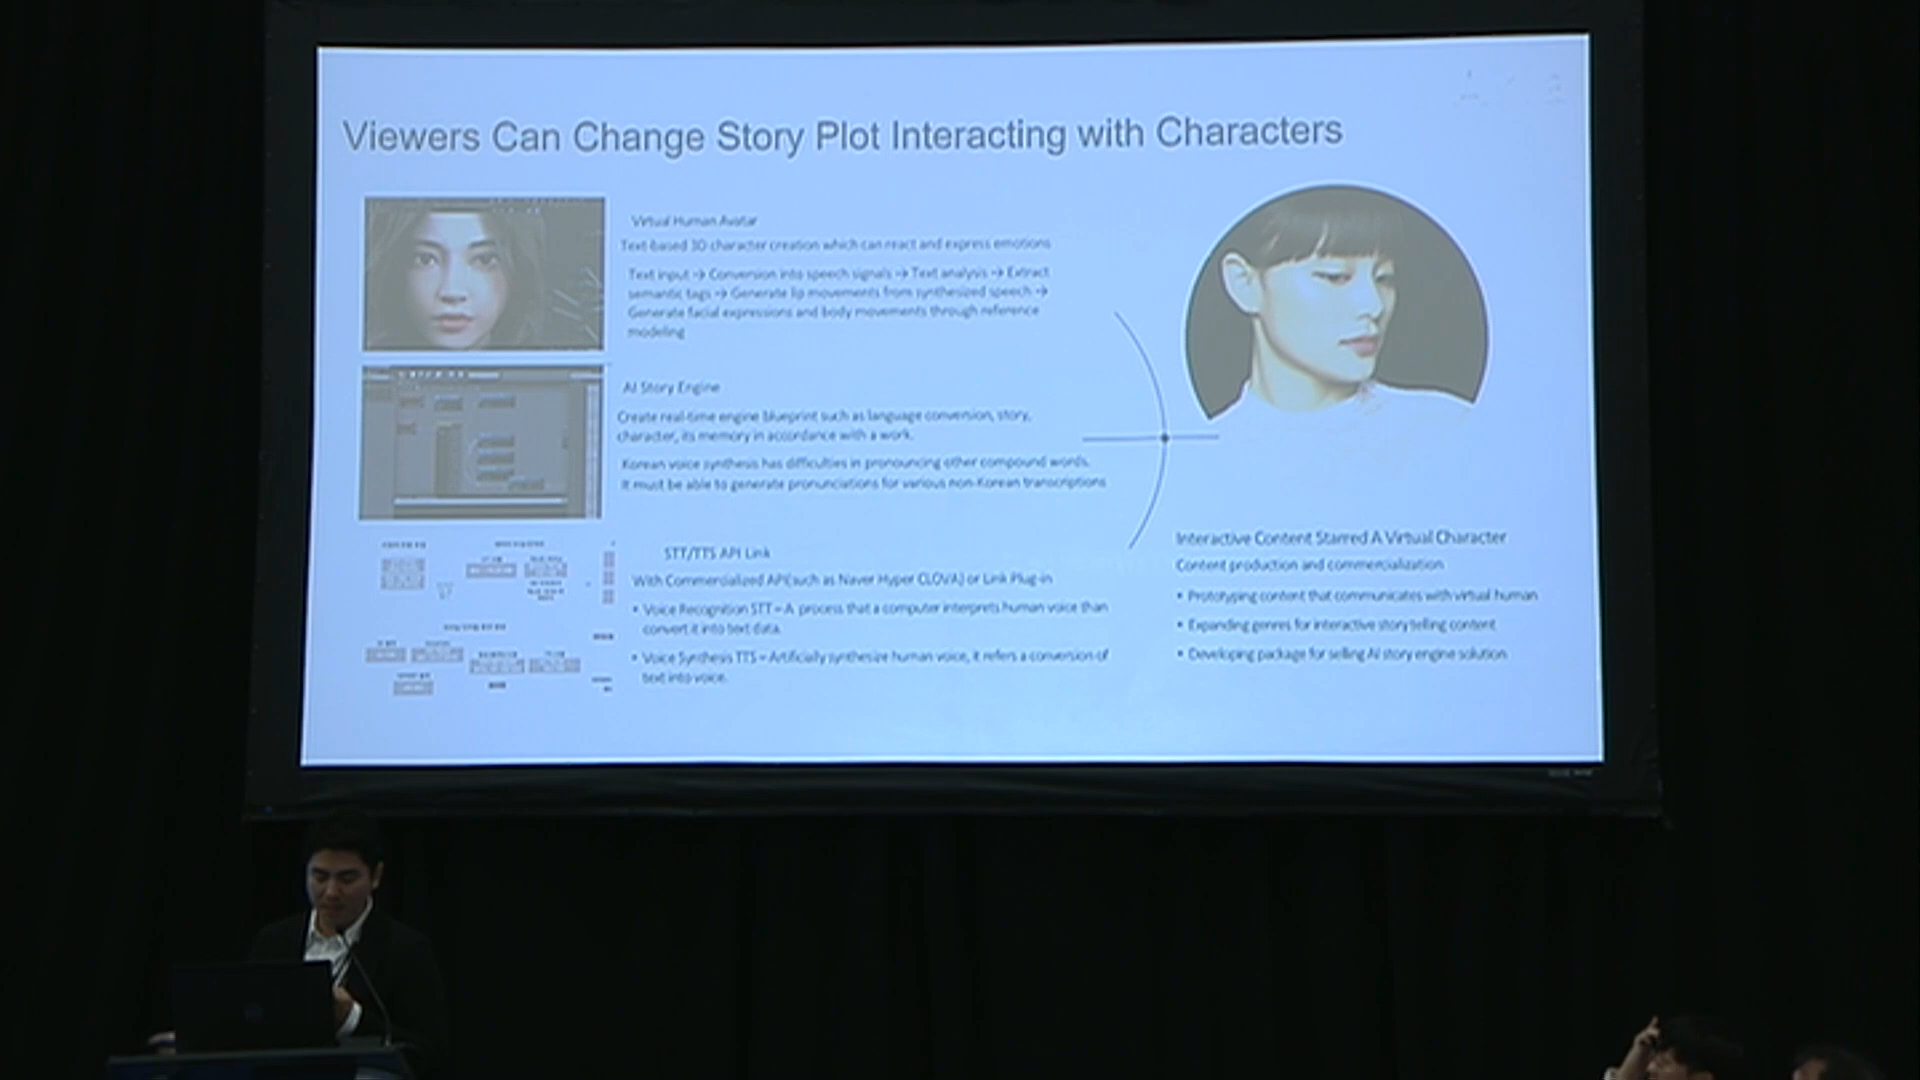 Viewers Can Change Story Plot Interacting with Characters
Virtual Human Avatar
Text-based 3D character creation which can react and express emotions
Text input → Conversion into speech signals → Text analysis → Extract
semantic tags → Generate lip movements from synthesized speech →
Generate facial expressions and body movements through reference
modeling
AI Story Engine
Create real-time engine blueprint such as language conversion, story,
character, its memory in accordance with a work.
Korean voice synthesis has difficulties in pronouncing other compound words.
It must be able to generate pronunciations for various non-Korean transcriptions
STT/TTS API Link
With Commercialized API(such as Naver Hyper CLOVA) or Link Plug-in
• Voice Recognition STT – A process that a computer interprets human voice than
convert it into text data.
• Voice Synthesis TTS – Artificially synthesize human voice, it refers a conversion of
text into voice.
Interactive Content Starred A Virtual Character
Content production and commercialization
• Prototyping content that communicates with virtual human
• Expanding genres for interactive story telling content
• Developing package for selling AI story engine solution